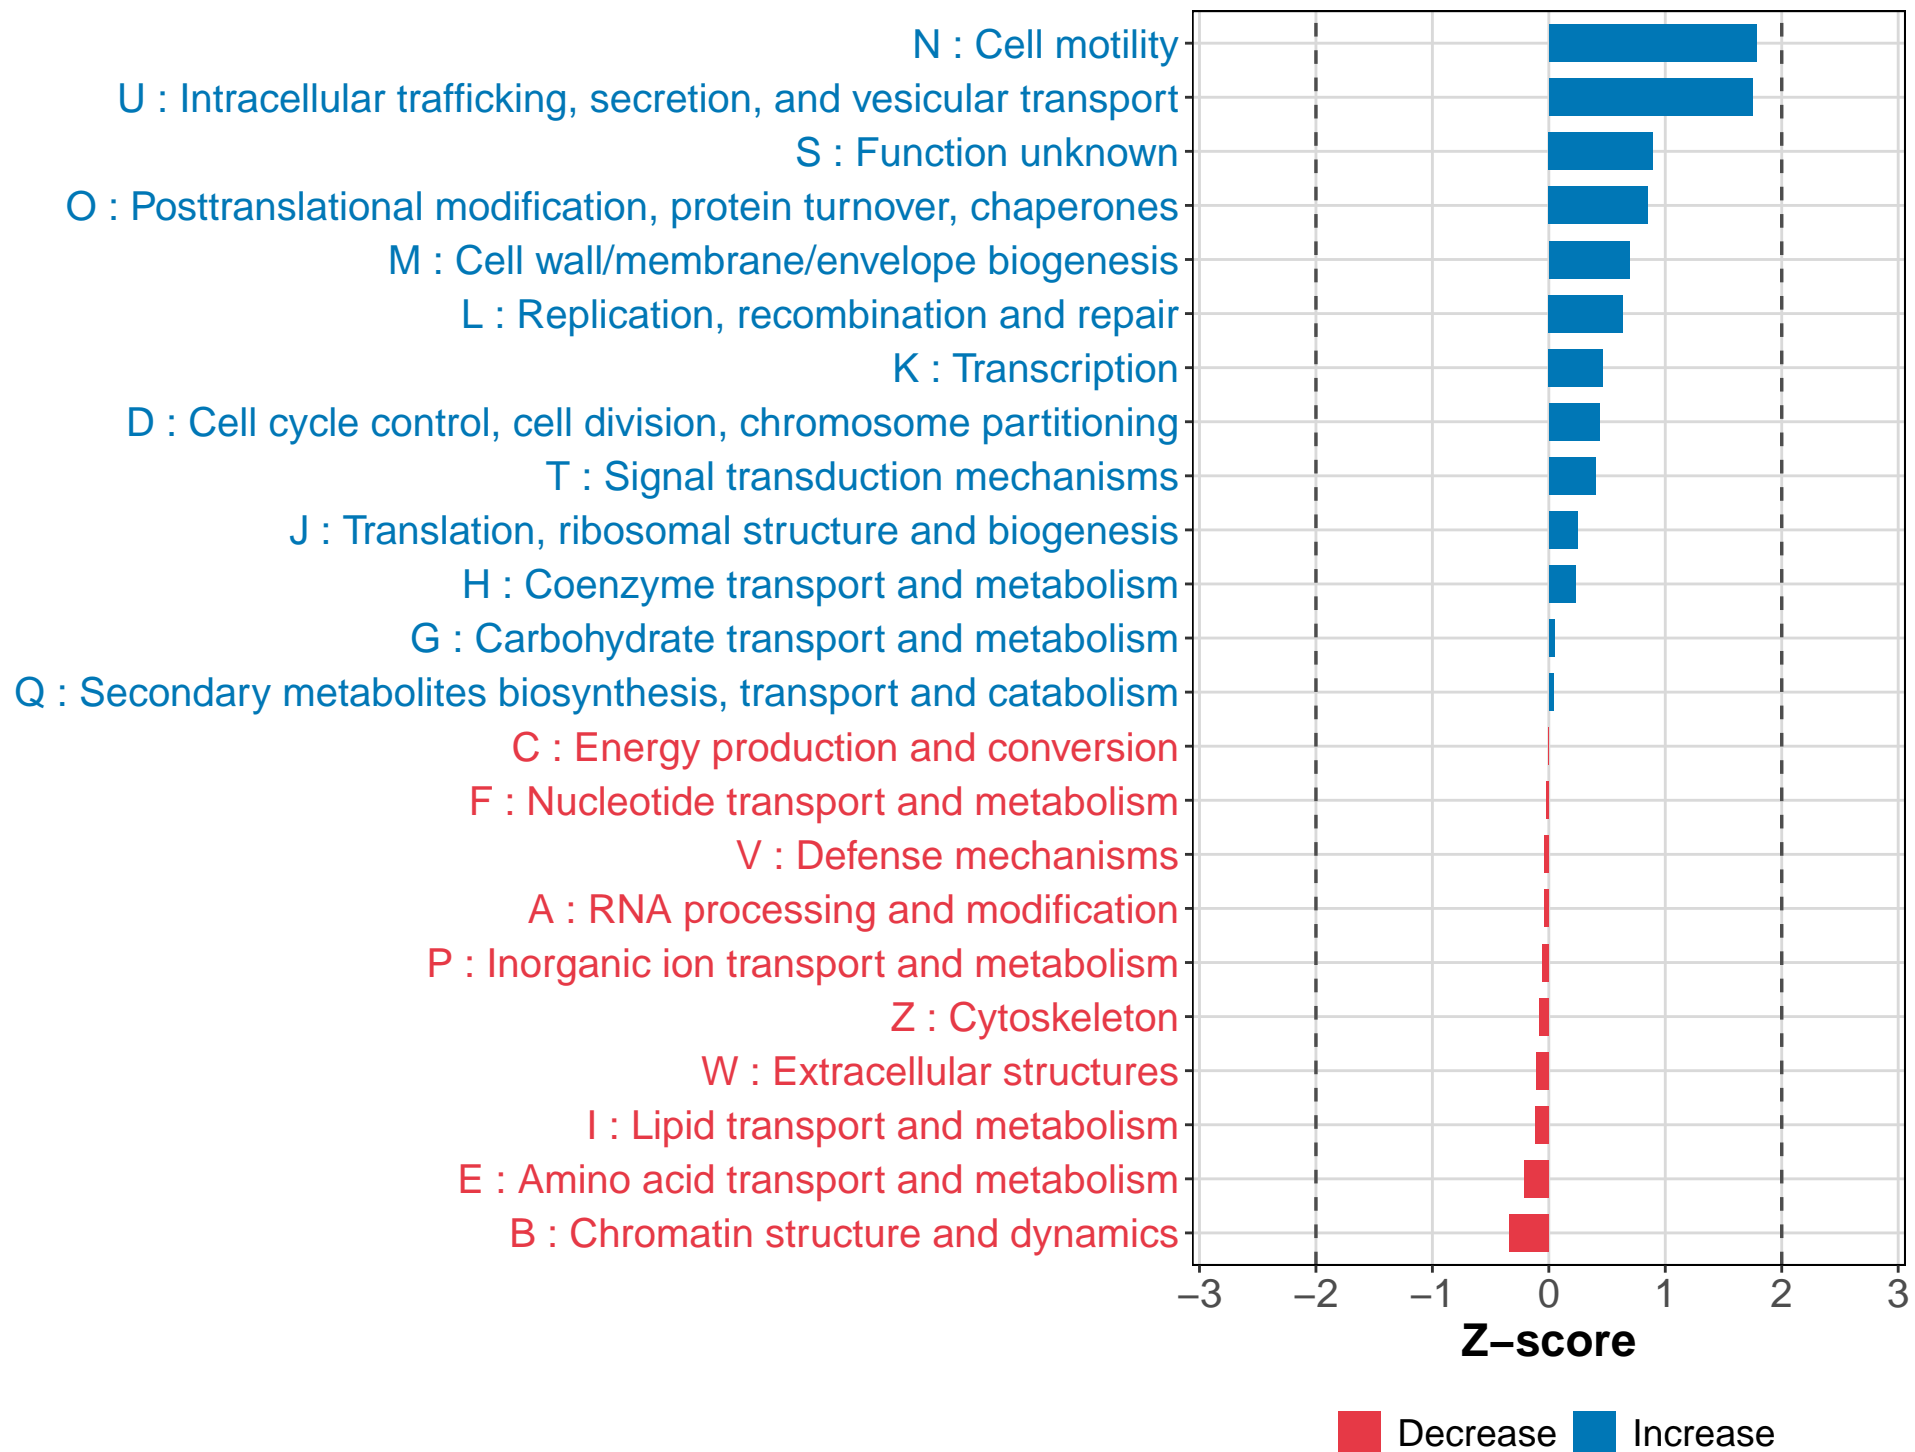 N : Cell motility
U : Intracellular trafficking, secretion, and vesicular transport
S : Function unknown
O : Posttranslational modification, protein turnover, chaperones
M : Cell wall/membrane/envelope biogenesis
L : Replication, recombination and repair
K : Transcription
D : Cell cycle control, cell division, chromosome partitioning
T : Signal transduction mechanisms
J : Translation, ribosomal structure and biogenesis
H : Coenzyme transport and metabolism
G : Carbohydrate transport and metabolism
Q : Secondary metabolites biosynthesis, transport and catabolism
C : Energy production and conversion
F : Nucleotide transport and metabolism
V : Defense mechanisms
A : RNA processing and modification
P : Inorganic ion transport and metabolism
Z : Cytoskeleton
W : Extracellular structures
I : Lipid transport and metabolism
E : Amino acid transport and metabolism
B : Chromatin structure and dynamics
−3 −2 −1 0 1 2 3
Z−score
Decrease Increase